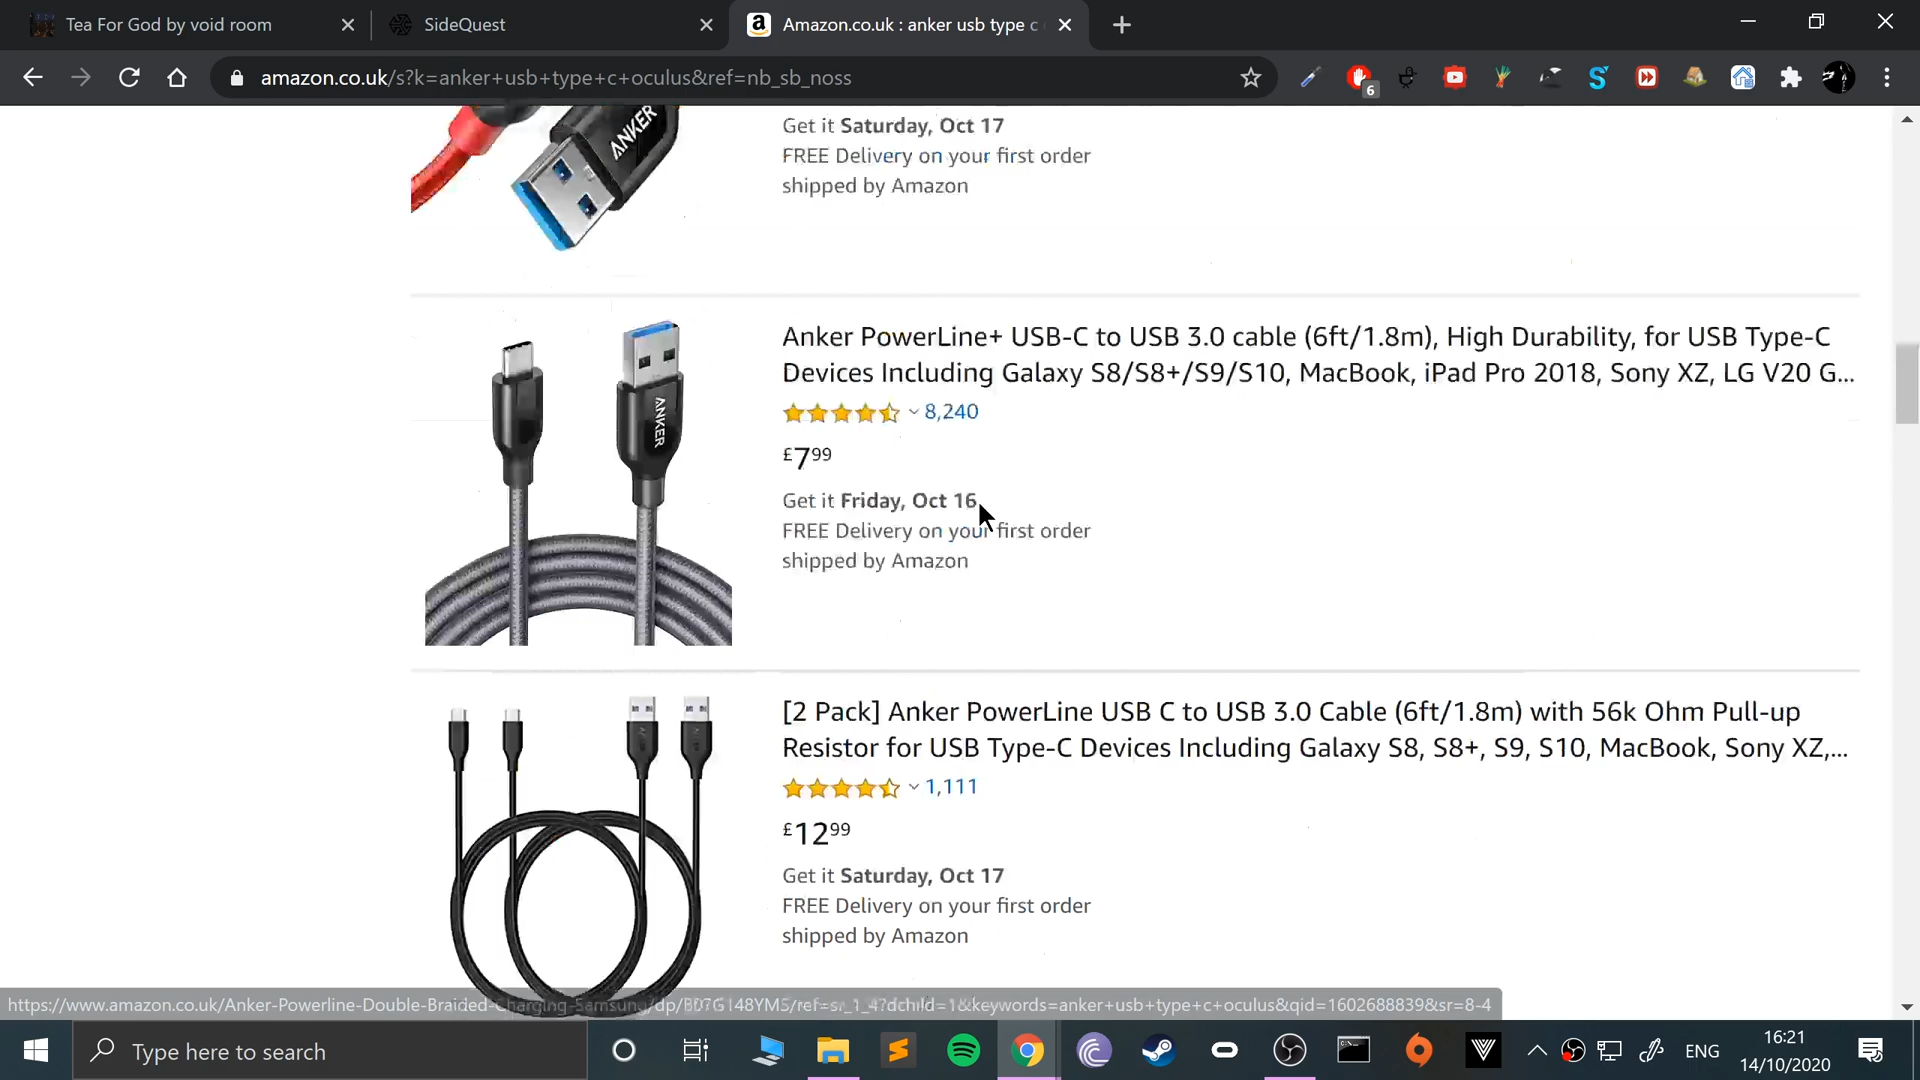 Tea For God by void room
SideQuest
Amazon.co.uk : anker usb type c
amazon.co.uk/s?k=anker+usb+type+c+oculus&ref=nb_sb_noss
6
ANKER
Get it Saturday, Oct 17
FREE Delivery on your first order
shipped by Amazon
Anker PowerLine+ USB-C to USB 3.0 cable (6ft/1.8m), High Durability, for USB Type-C
Devices Including Galaxy S8/S8+/S9/S10, MacBook, iPad Pro 2018, Sony XZ, LG V20 G...
8,240
£7.99
ANKER
Get it Friday, Oct 16
FREE Delivery on your first order
shipped by Amazon
[2 Pack] Anker PowerLine USB C to USB 3.0 Cable (6ft/1.8m) with 56k Ohm Pull-up
Resistor for USB Type-C Devices Including Galaxy S8, S8+, S9, S10, MacBook, Sony XZ,...
1,111
£12.99
Get it Saturday, Oct 17
FREE Delivery on your first order
shipped by Amazon
Type here to search
ENG
16:21
14/10/2020